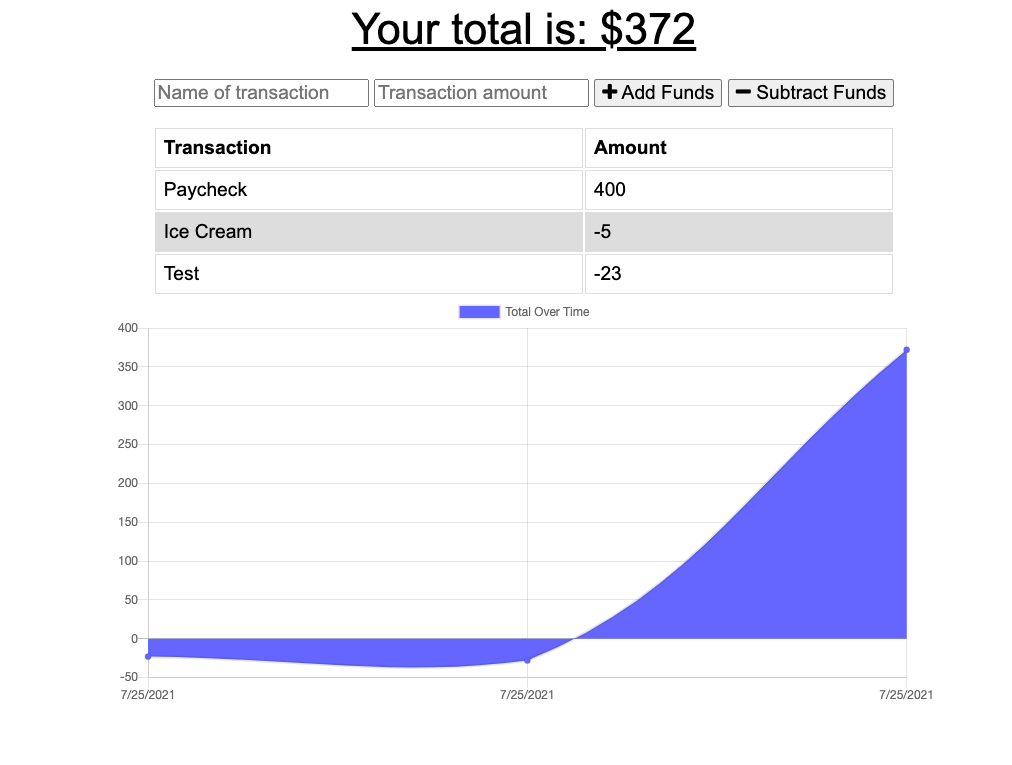 Your total is: $372
Name of transaction Transaction amount + Add Funds − Subtract Funds
Transaction Amount
Paycheck 400
Ice Cream -5
Test -23
Total Over Time
400
350
300
250
200
150
100
50
0
-50
7/25/2021 7/25/2021 7/25/2021